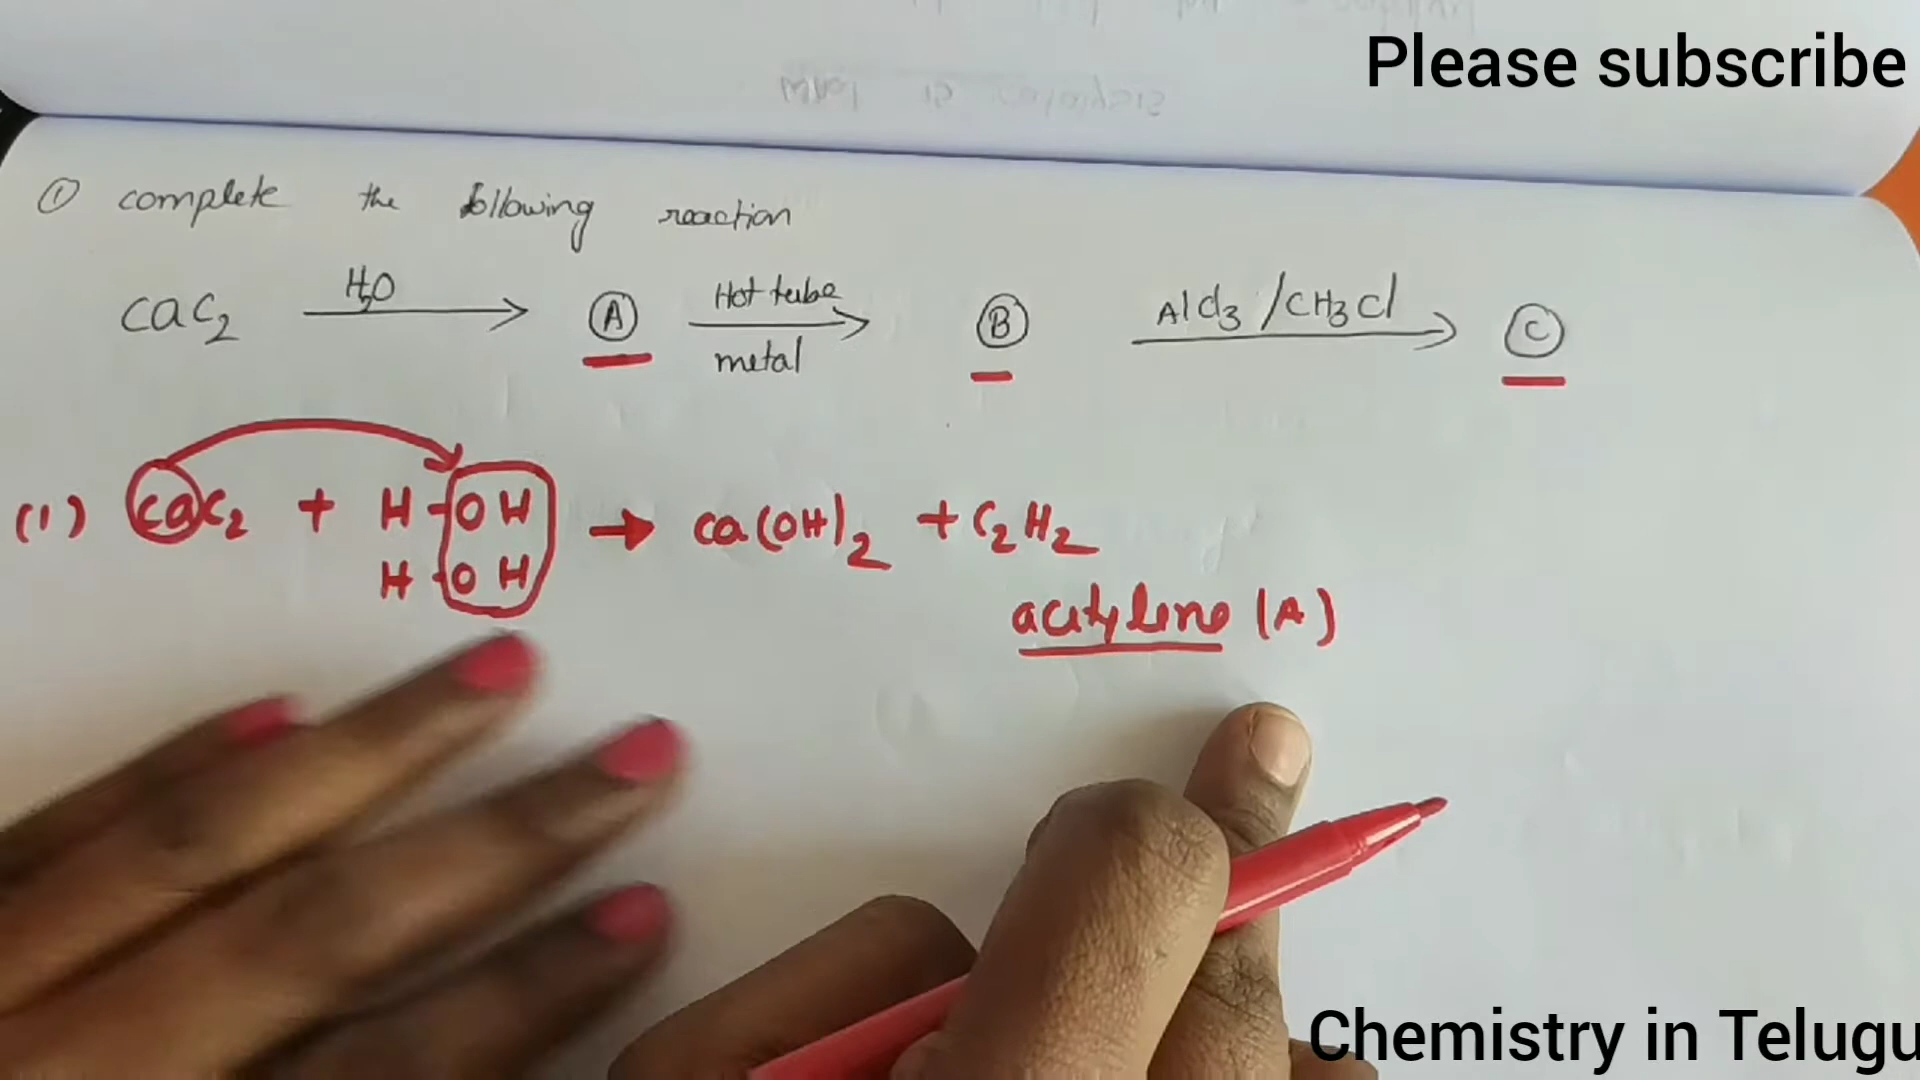 Please subscribe
① complete the following reaction
CaC2 H2O → Ⓐ Hot tube → Ⓑ AlCl3 /CH3Cl → Ⓒ
metal
(1) CaC2 + H-OH → Ca(OH)2 + C2H2
H-OH
acetylene (A)
Chemistry in Telugu